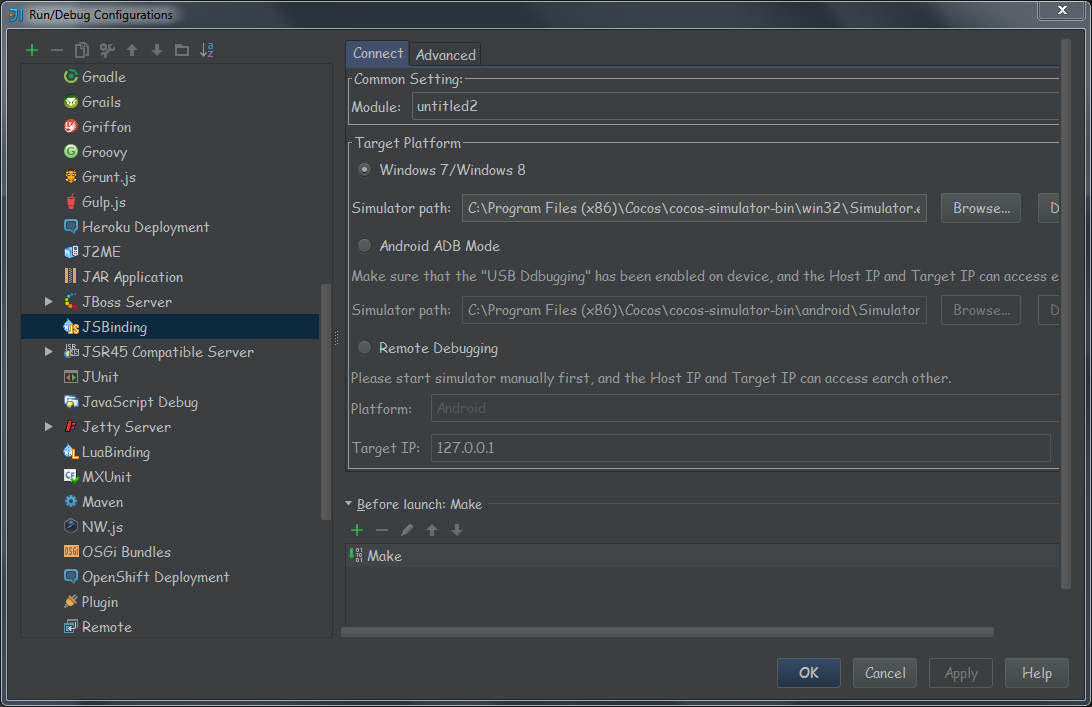 Run/Debug Configurations
Gradle
Grails
Griffon
Groovy
Grunt.js
Gulp.js
Heroku Deployment
J2ME
JAR Application
JBoss Server
JSBinding
JSR45 Compatible Server
JUnit
JavaScript Debug
Jetty Server
LuaBinding
MXUnit
Maven
NW.js
OSGi Bundles
OpenShift Deployment
Plugin
Remote
Connect Advanced
Common Setting:
Module: untitled2
Target Platform
Windows 7/Windows 8
Simulator path: C:\Program Files (x86)\Cocos\cocos-simulator-bin\win32\Simulator.e Browse... D
Android ADB Mode
Make sure that the "USB Ddbugging" has been enabled on device, and the Host IP and Target IP can access e
Simulator path: C:\Program Files (x86)\Cocos\cocos-simulator-bin\android\Simulator Browse... D
Remote Debugging
Please start simulator manually first, and the Host IP and Target IP can access earch other.
Platform: Android
Target IP: 127.0.0.1
Before launch: Make
Make
OK Cancel Apply Help